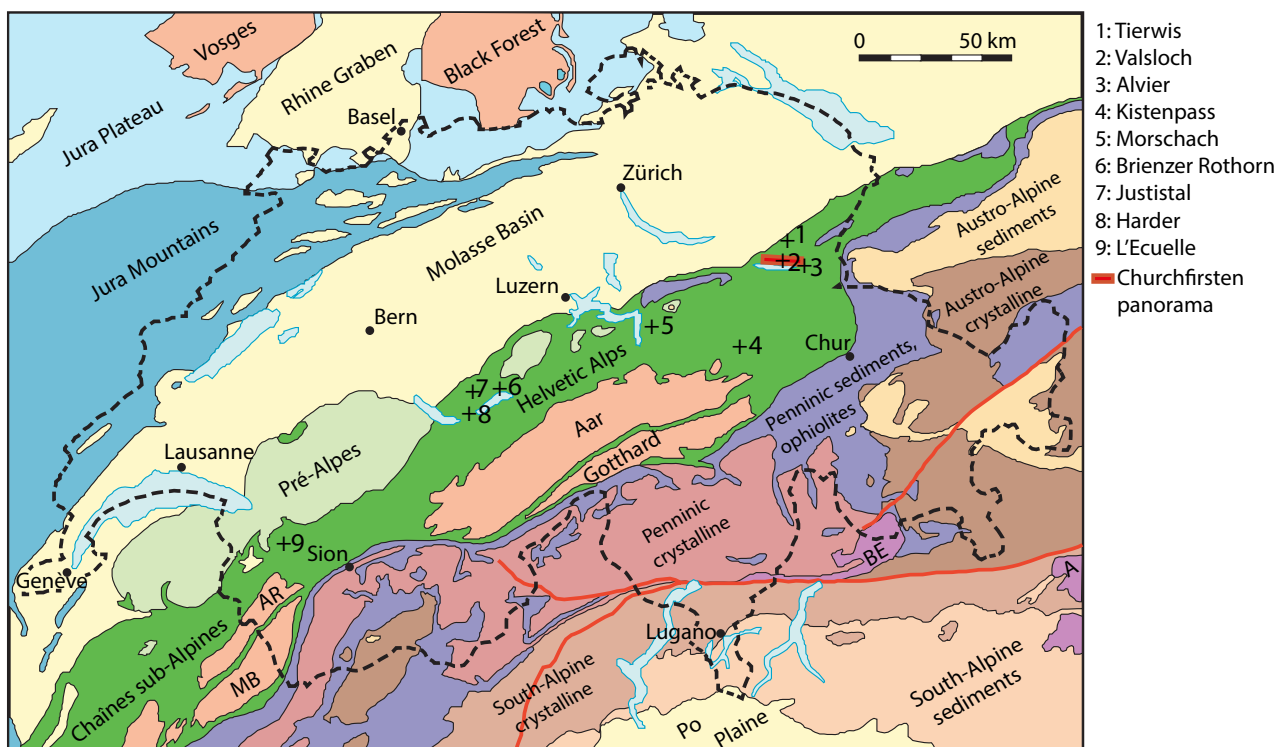 Vosges
Rhine Graben
Black Forest
0 50 km
Jura Plateau
Basel
Zürich
Jura Mountains
Molasse Basin
Austro-Alpine
sediments
+1
+2
+3
Luzern
Austro-Alpine
crystalline
Bern
+5
+4
Chur
Helvetic Alps
+7
+6
+8
Penninic sediments,
ophiolites
Aar
Gotthard
Lausanne
Pré-Alpes
Penninic
crystalline
+9
Sion
BE
A
Genève
AR
MB
Chaînes sub-Alpines
Lugano
South-Alpine
crystalline
South-Alpine
sediments
Po
Plaine
1: Tierwis
2: Valsloch
3: Alvier
4: Kistenpass
5: Morschach
6: Brienzer Rothorn
7: Justistal
8: Harder
9: L'Ecuelle
Churchfirsten
panorama